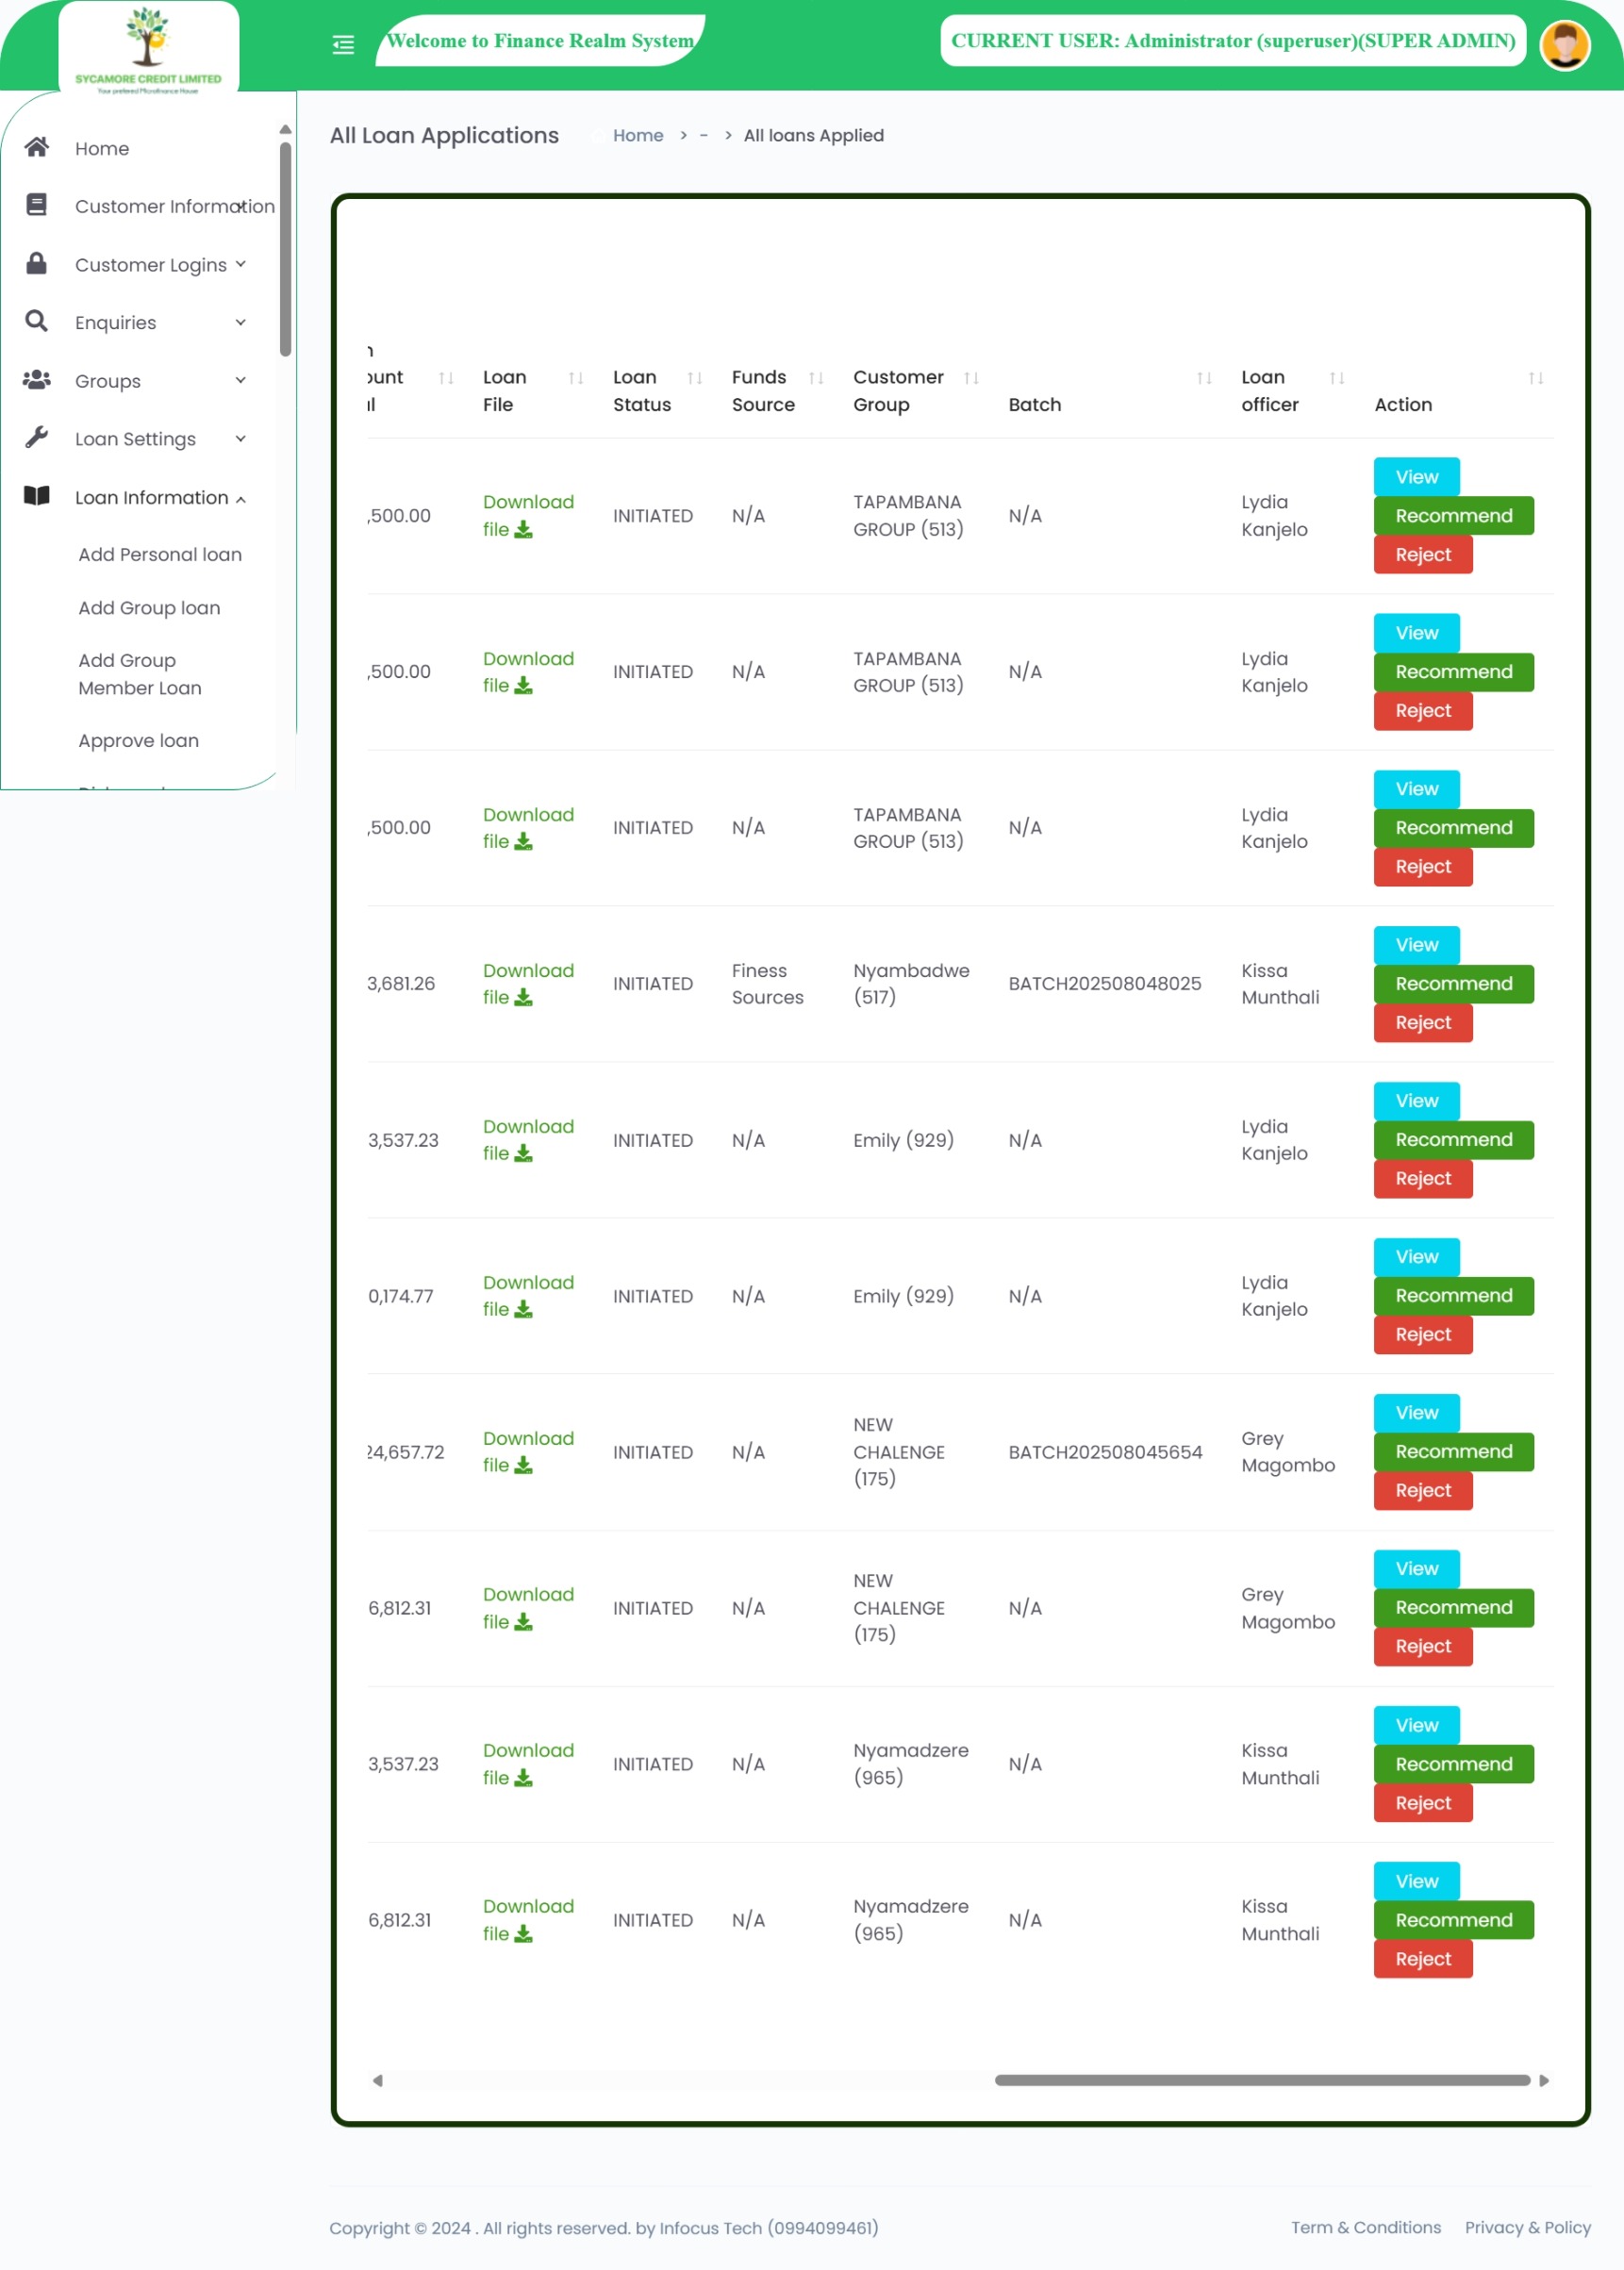 SYCAMORE CREDIT LIMITED
Your prefered Microfinance House
Welcome to Finance Realm System
CURRENT USER: Administrator (superuser)(SUPER ADMIN)
Home
Customer Information
Customer Logins
Enquiries
Groups
Loan Settings
Loan Information
Add Personal loan
Add Group loan
Add Group
Member Loan
Approve loan
All Loan Applications
Home > - > All loans Applied
Loan
File
Loan
Status
Funds
Source
Customer
Group
Batch
Loan
officer
Action
,500.00
Download
file
INITIATED
N/A
TAPAMBANA
GROUP (513)
N/A
Lydia
Kanjelo
View
Recommend
Reject
,500.00
Download
file
INITIATED
N/A
TAPAMBANA
GROUP (513)
N/A
Lydia
Kanjelo
View
Recommend
Reject
,500.00
Download
file
INITIATED
N/A
TAPAMBANA
GROUP (513)
N/A
Lydia
Kanjelo
View
Recommend
Reject
3,681.26
Download
file
INITIATED
Finess
Sources
Nyambadwe
(517)
BATCH202508048025
Kissa
Munthali
View
Recommend
Reject
3,537.23
Download
file
INITIATED
N/A
Emily (929)
N/A
Lydia
Kanjelo
View
Recommend
Reject
0,174.77
Download
file
INITIATED
N/A
Emily (929)
N/A
Lydia
Kanjelo
View
Recommend
Reject
24,657.72
Download
file
INITIATED
N/A
NEW
CHALENGE
(175)
BATCH202508045654
Grey
Magombo
View
Recommend
Reject
6,812.31
Download
file
INITIATED
N/A
NEW
CHALENGE
(175)
N/A
Grey
Magombo
View
Recommend
Reject
3,537.23
Download
file
INITIATED
N/A
Nyamadzere
(965)
N/A
Kissa
Munthali
View
Recommend
Reject
6,812.31
Download
file
INITIATED
N/A
Nyamadzere
(965)
N/A
Kissa
Munthali
View
Recommend
Reject
Copyright © 2024 . All rights reserved. by Infocus Tech (0994099461)
Term & Conditions
Privacy & Policy